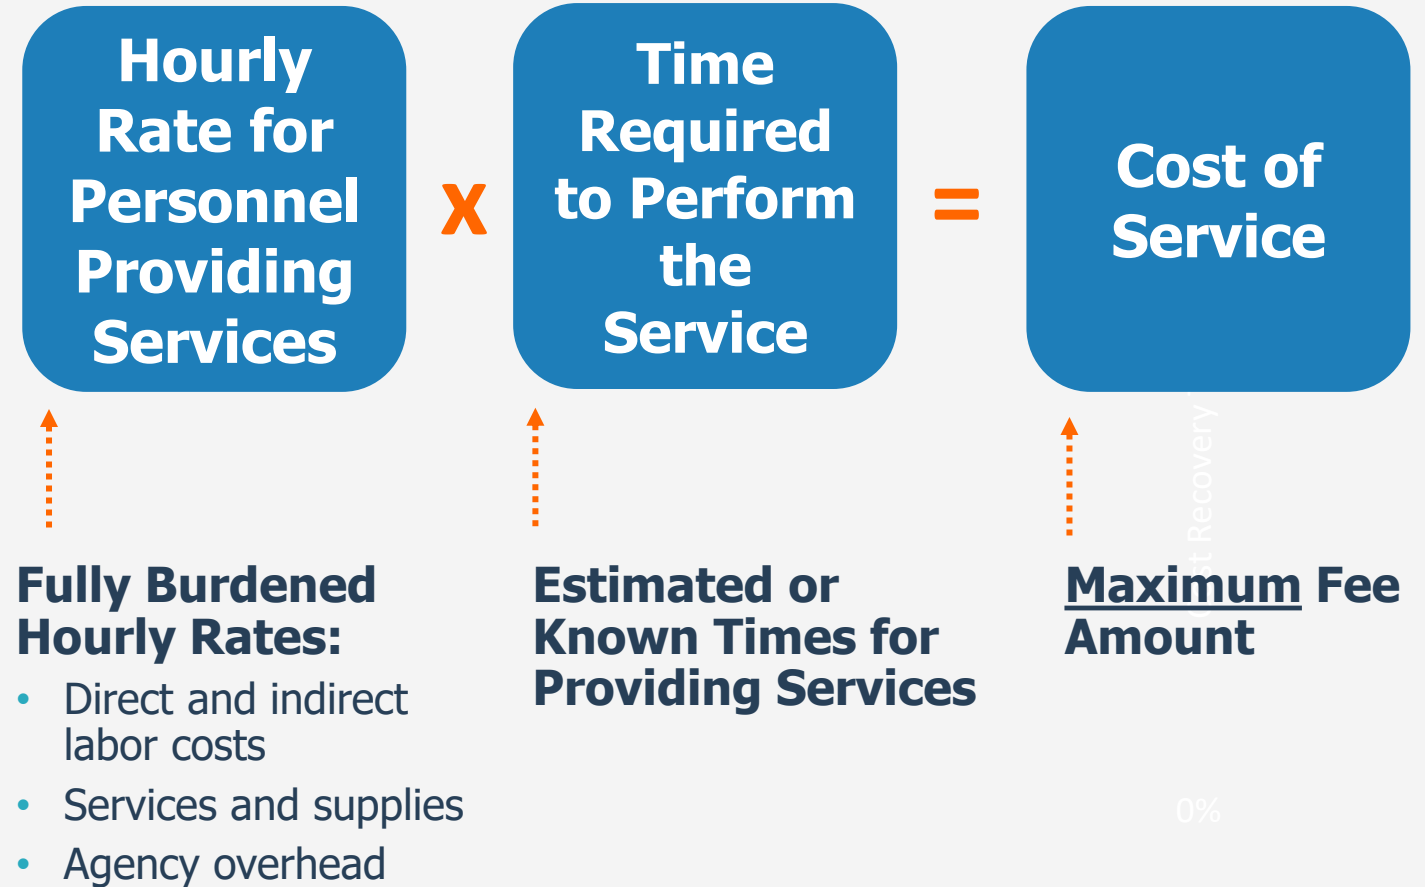 Hourly
Rate for
Personnel
Providing
Services
x
Time
Required
to Perform
the
Service
=
Cost of
Service
Fully Burdened
Hourly Rates:
• Direct and indirect
labor costs
• Services and supplies
• Agency overhead
Estimated or
Known Times for
Providing Services
Maximum Fee
Amount
Recovery
0%